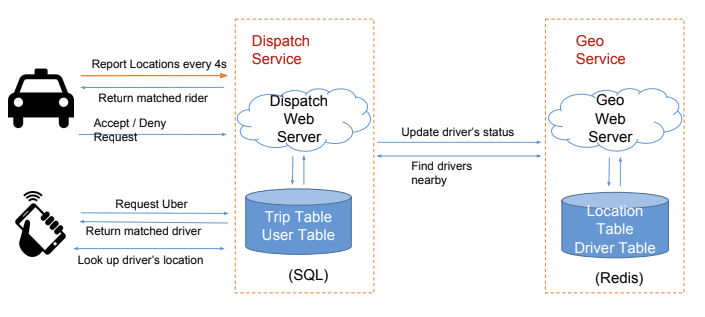 Dispatch
Service
Geo
Service
Report Locations every 4s
Return matched rider
Accept / Deny
Request
Dispatch
Web
Server
Geo
Web
Server
Update driver's status
Find drivers
nearby
Request Uber
Return matched driver
Look up driver's location
Trip Table
User Table
(SQL)
Location
Table
Driver Table
(Redis)